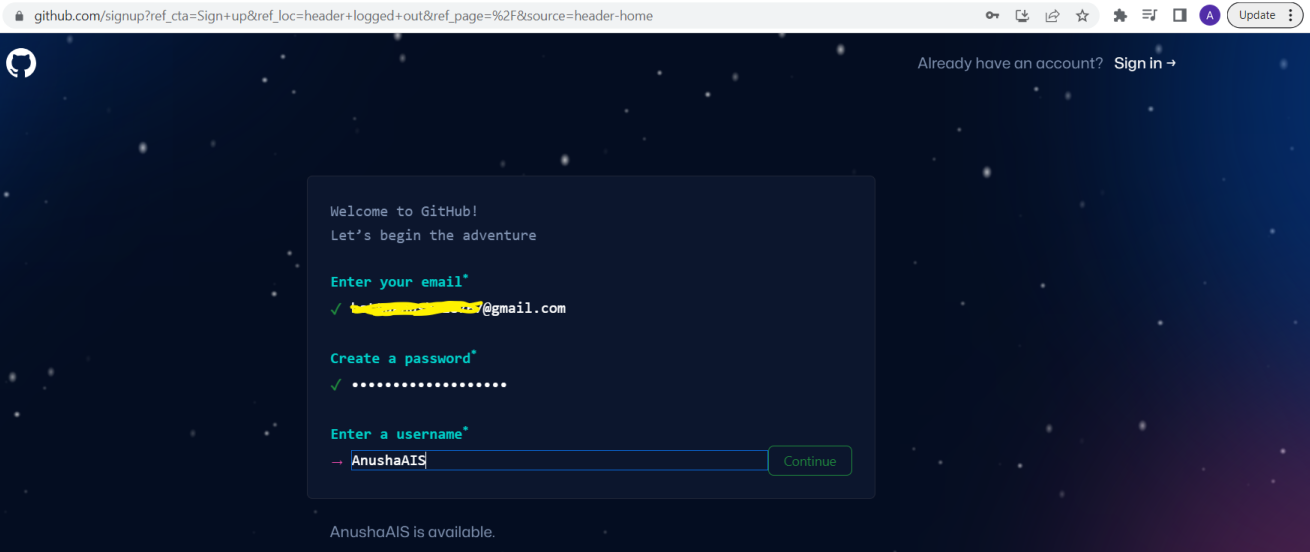 github.com/signup?ref_cta=Sign+up&ref_loc=header+logged+out&ref_page=%2F&source=header-home
A
Update
Already have an account? Sign in →
Welcome to GitHub!
Let’s begin the adventure
Enter your email*
✓ @gmail.com
Create a password*
✓ •••••••••••••••••••
Enter a username*
→ AnushaAIS
Continue
AnushaAIS is available.